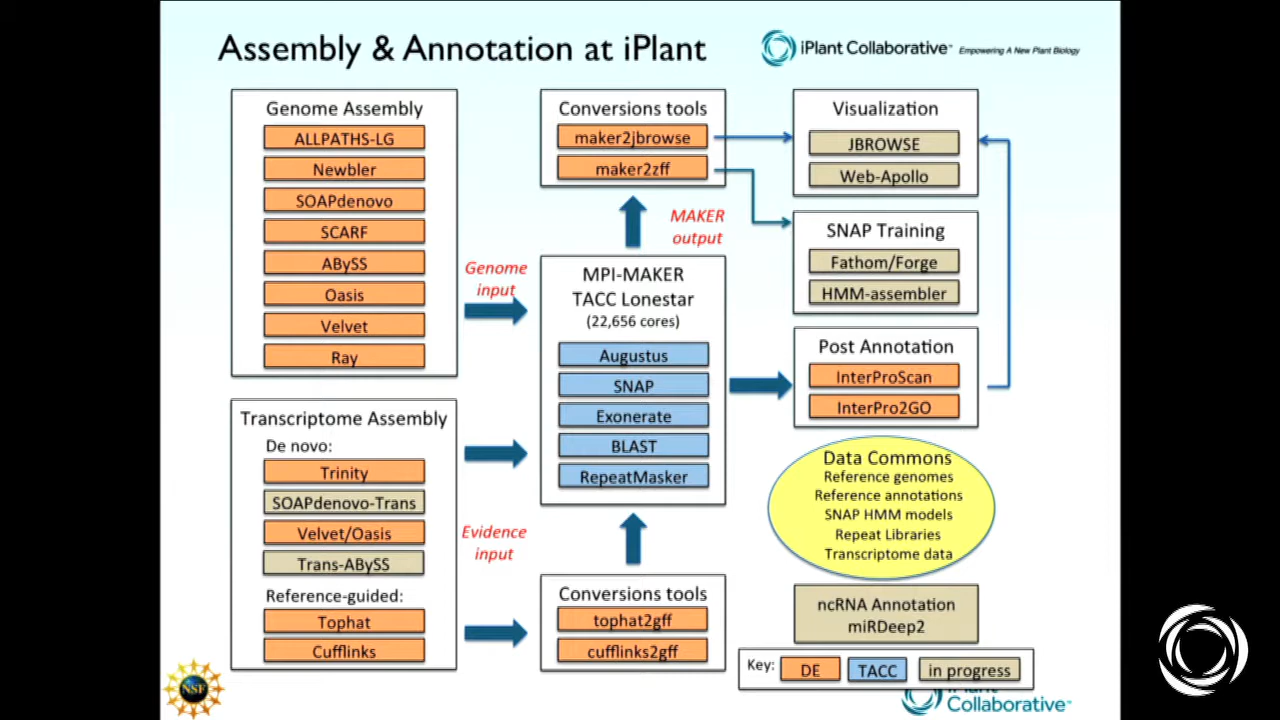 Assembly & Annotation at iPlant
iPlant Collaborative™ Empowering A New Plant Biology
Genome Assembly
ALLPATHS-LG
Newbler
SOAPdenovo
SCARF
ABySS
Oasis
Velvet
Ray
Transcriptome Assembly
De novo:
Trinity
SOAPdenovo-Trans
Velvet/Oasis
Trans-ABySS
Reference-guided:
Tophat
Cufflinks
Genome
input
Evidence
input
Conversions tools
maker2jbrowse
maker2zff
MAKER
output
MPI-MAKER
TACC Lonestar
(22,656 cores)
Augustus
SNAP
Exonerate
BLAST
RepeatMasker
Conversions tools
tophat2gff
cufflinks2gff
Visualization
JBROWSE
Web-Apollo
SNAP Training
Fathom/Forge
HMM-assembler
Post Annotation
InterProScan
InterPro2GO
Data Commons
Reference genomes
Reference annotations
SNAP HMM models
Repeat Libraries
Transcriptome data
ncRNA Annotation
miRDeep2
Key: DE TACC in progress
NSF
iPlant
Collaborative™